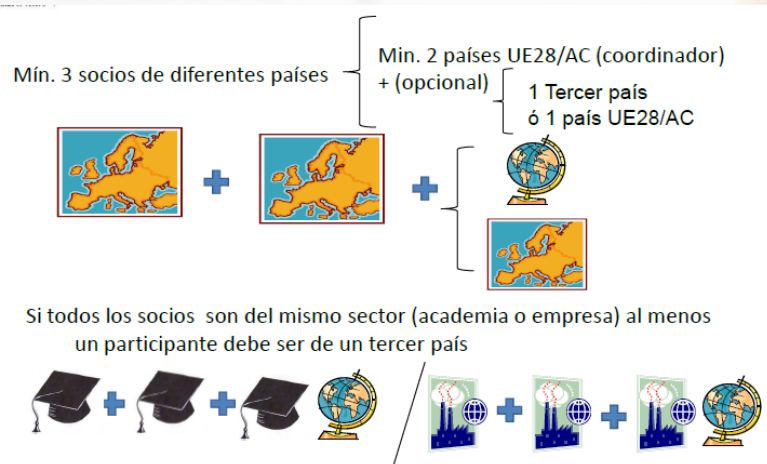 Mín. 3 socios de diferentes países
Min. 2 países UE28/AC (coordinador)
+ (opcional)
1 Tercer país
ó 1 país UE28/AC
Si todos los socios son del mismo sector (academia o empresa) al menos
un participante debe ser de un tercer país